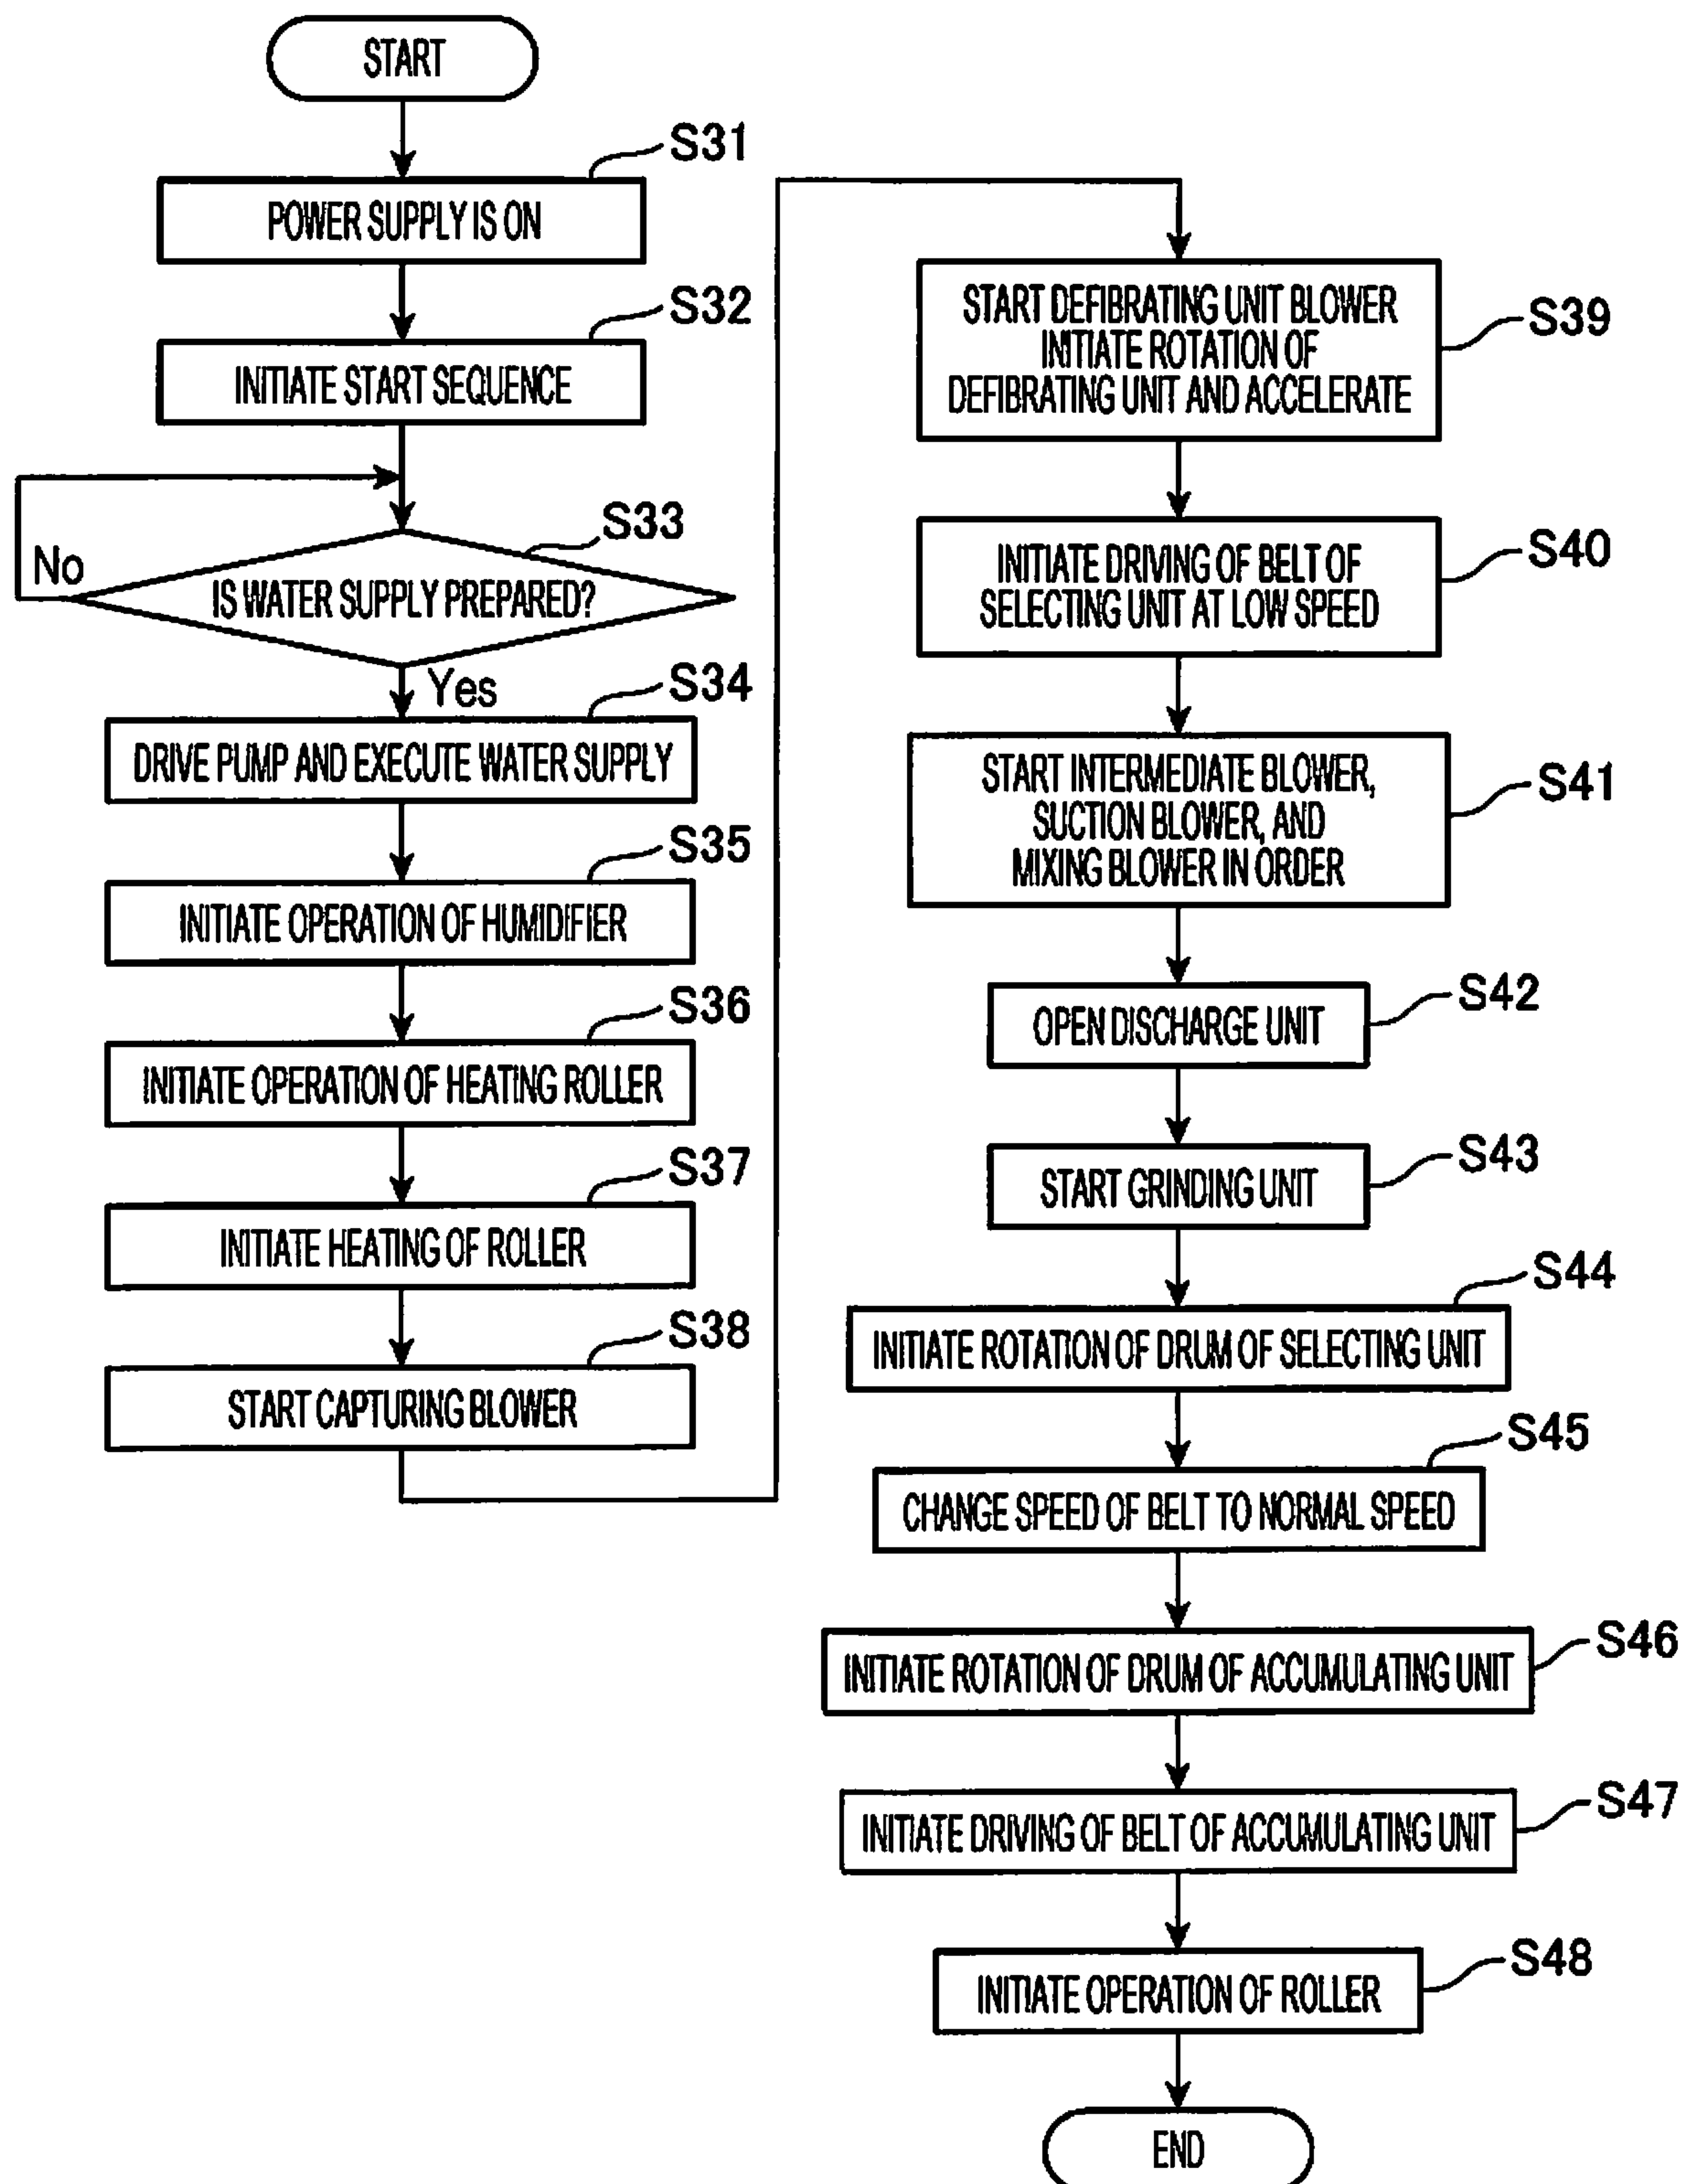 START
S31
POWER SUPPLY IS ON
S32
INITIATE START SEQUENCE
S33
No
IS WATER SUPPLY PREPARED?
Yes
S34
DRIVE PUMP AND EXECUTE WATER SUPPLY
S35
INITIATE OPERATION OF HUMIDIFIER
S36
INITIATE OPERATION OF HEATING ROLLER
S37
INITIATE HEATING OF ROLLER
S38
START CAPTURING BLOWER
START DEFIBRATING UNIT BLOWER
INITIATE ROTATION OF
DEFIBRATING UNIT AND ACCELERATE
S39
INITIATE DRIVING OF BELT OF
SELECTING UNIT AT LOW SPEED
S40
START INTERMEDIATE BLOWER,
SUCTION BLOWER, AND
MIXING BLOWER IN ORDER
S41
OPEN DISCHARGE UNIT
S42
START GRINDING UNIT
S43
S44
INITIATE ROTATION OF DRUM OF SELECTING UNIT
S45
CHANGE SPEED OF BELT TO NORMAL SPEED
S46
INITIATE ROTATION OF DRUM OF ACCUMULATING UNIT
S47
INITIATE DRIVING OF BELT OF ACCUMULATING UNIT
S48
INITIATE OPERATION OF ROLLER
END